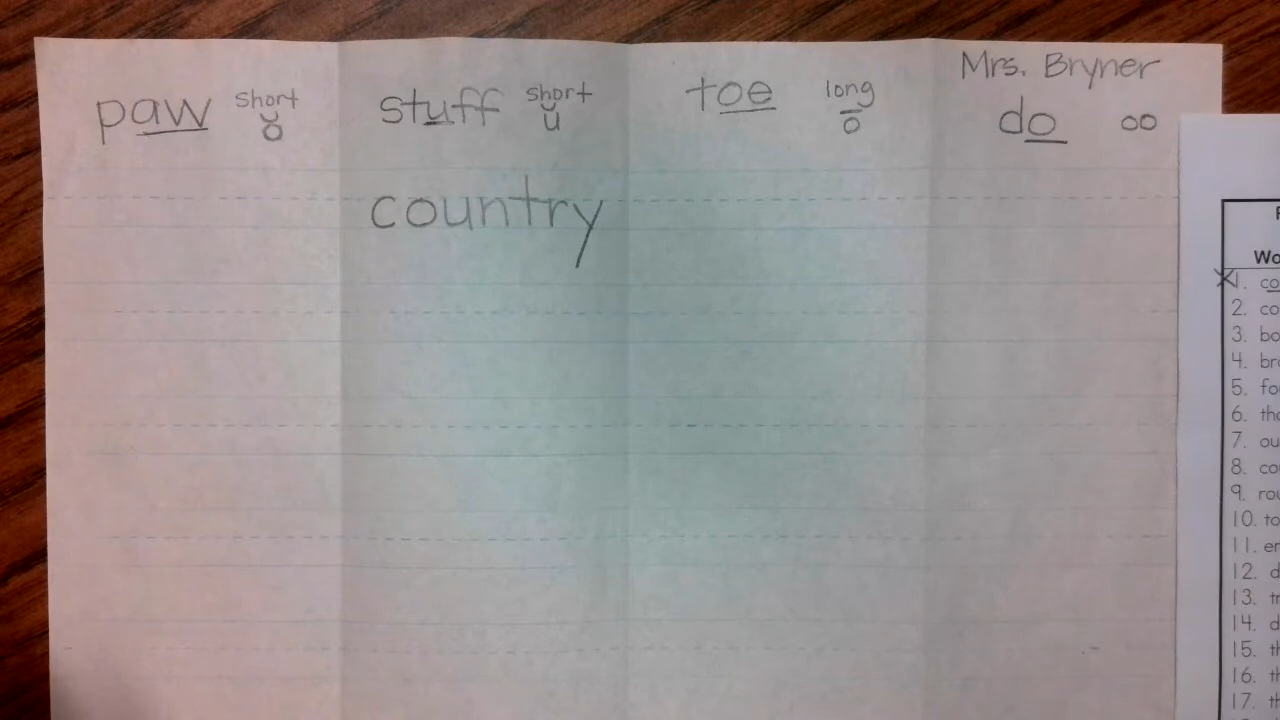 Mrs. Bryner
paw short ŏ
stuff short ŭ
toe long ō
do oo
country
1.
2.
3.
4.
5.
6.
7.
8.
9.
10.
11.
12.
13.
14.
15.
16.
17.